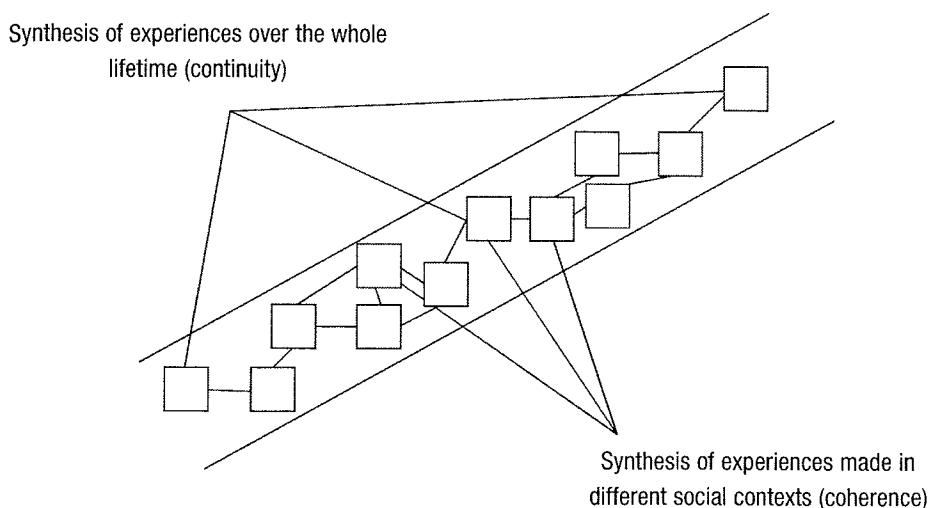 Synthesis of experiences over the whole
lifetime (continuity)
Synthesis of experiences made in
different social contexts (coherence)